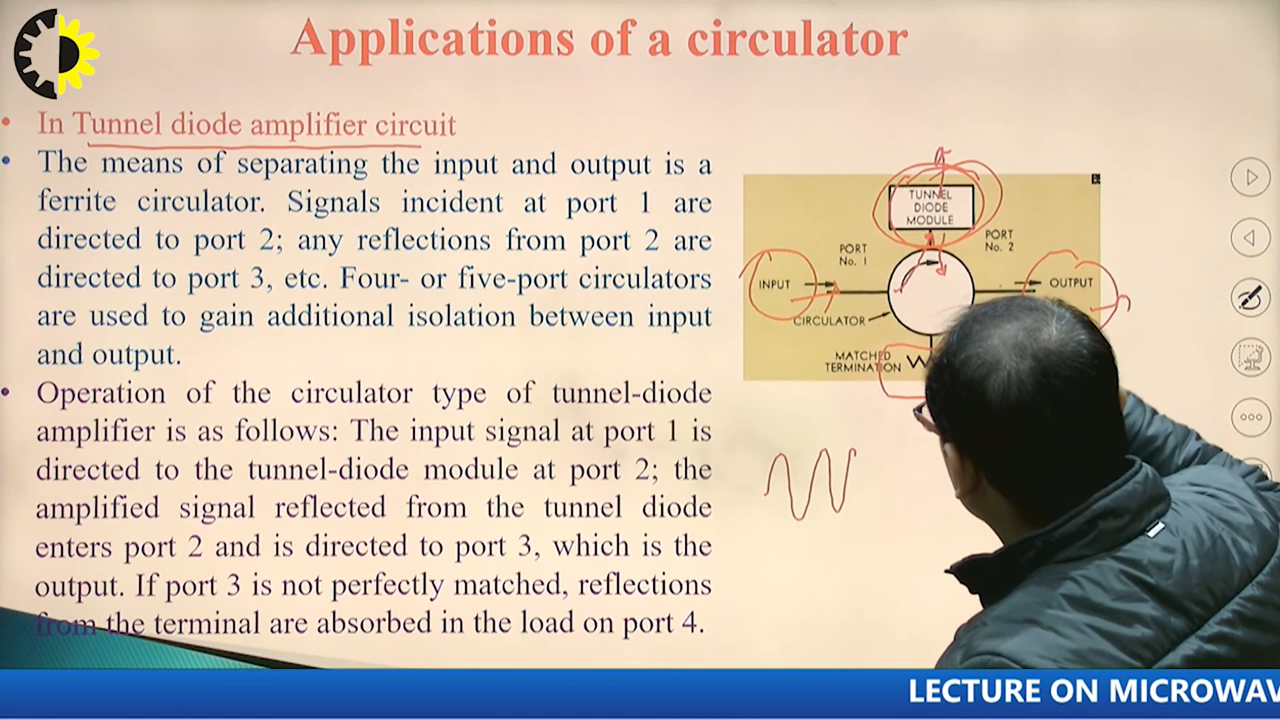 Applications of a circulator
• In Tunnel diode amplifier circuit
• The means of separating the input and output is a
ferrite circulator. Signals incident at port 1 are
directed to port 2; any reflections from port 2 are
directed to port 3, etc. Four- or five-port circulators
are used to gain additional isolation between input
and output.
• Operation of the circulator type of tunnel-diode
amplifier is as follows: The input signal at port 1 is
directed to the tunnel-diode module at port 2; the
amplified signal reflected from the tunnel diode
enters port 2 and is directed to port 3, which is the
output. If port 3 is not perfectly matched, reflections
from the terminal are absorbed in the load on port 4.
TUNNEL
DIODE
MODULE
PORT
No. 1
PORT
No. 2
INPUT
OUTPUT
CIRCULATOR
MATCHED
TERMINATION
LECTURE ON MICROWAV